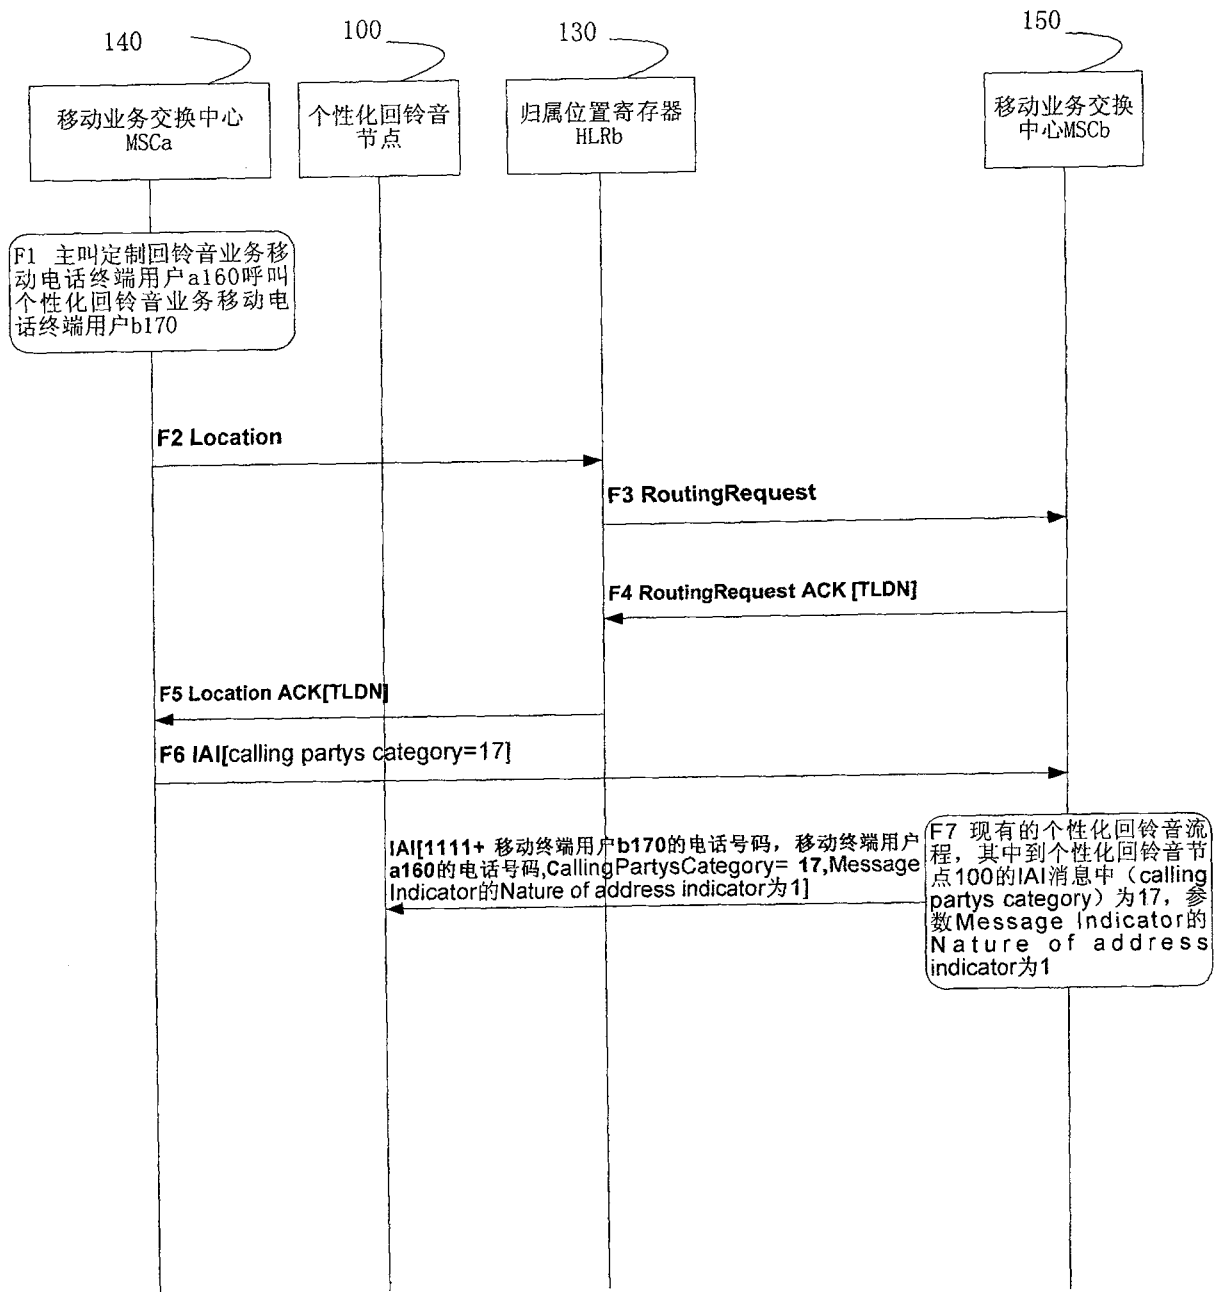 140
100
130
150
移动业务交换中心
MSCa
个性化回铃音
节点
归属位置寄存器
HLRb
移动业务交换
中心MSCb
F1 主叫定制回铃音业务移
动电话终端用户a160呼叫
个性化回铃音业务移动电
话终端用户b170
F2 Location
F3 RoutingRequest
F4 RoutingRequest ACK [TLDN]
F5 Location ACK[TLDN]
F6 IAI[calling partys category=17]
IAI[1111+ 移动终端用户b170的电话号码，移动终端用户
a160的电话号码,CallingPartysCategory= 17,Message
Indicator的Nature of address indicator为1]
F7 现有的个性化回铃音流
程，其中到个性化回铃音节
点100的IAI消息中（calling
partys category）为17，参
数Message Indicator的
Nature of address
indicator为1